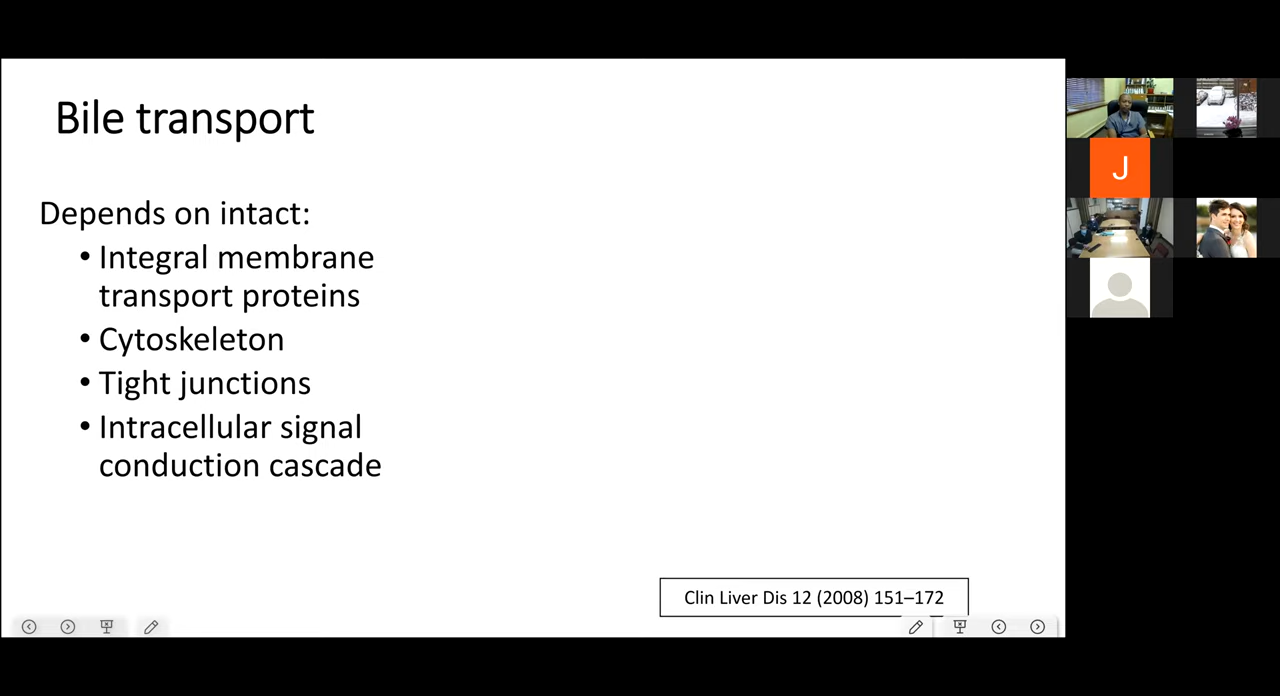 Bile transport
Depends on intact:
• Integral membrane
transport proteins
• Cytoskeleton
• Tight junctions
• Intracellular signal
conduction cascade
Clin Liver Dis 12 (2008) 151–172
J